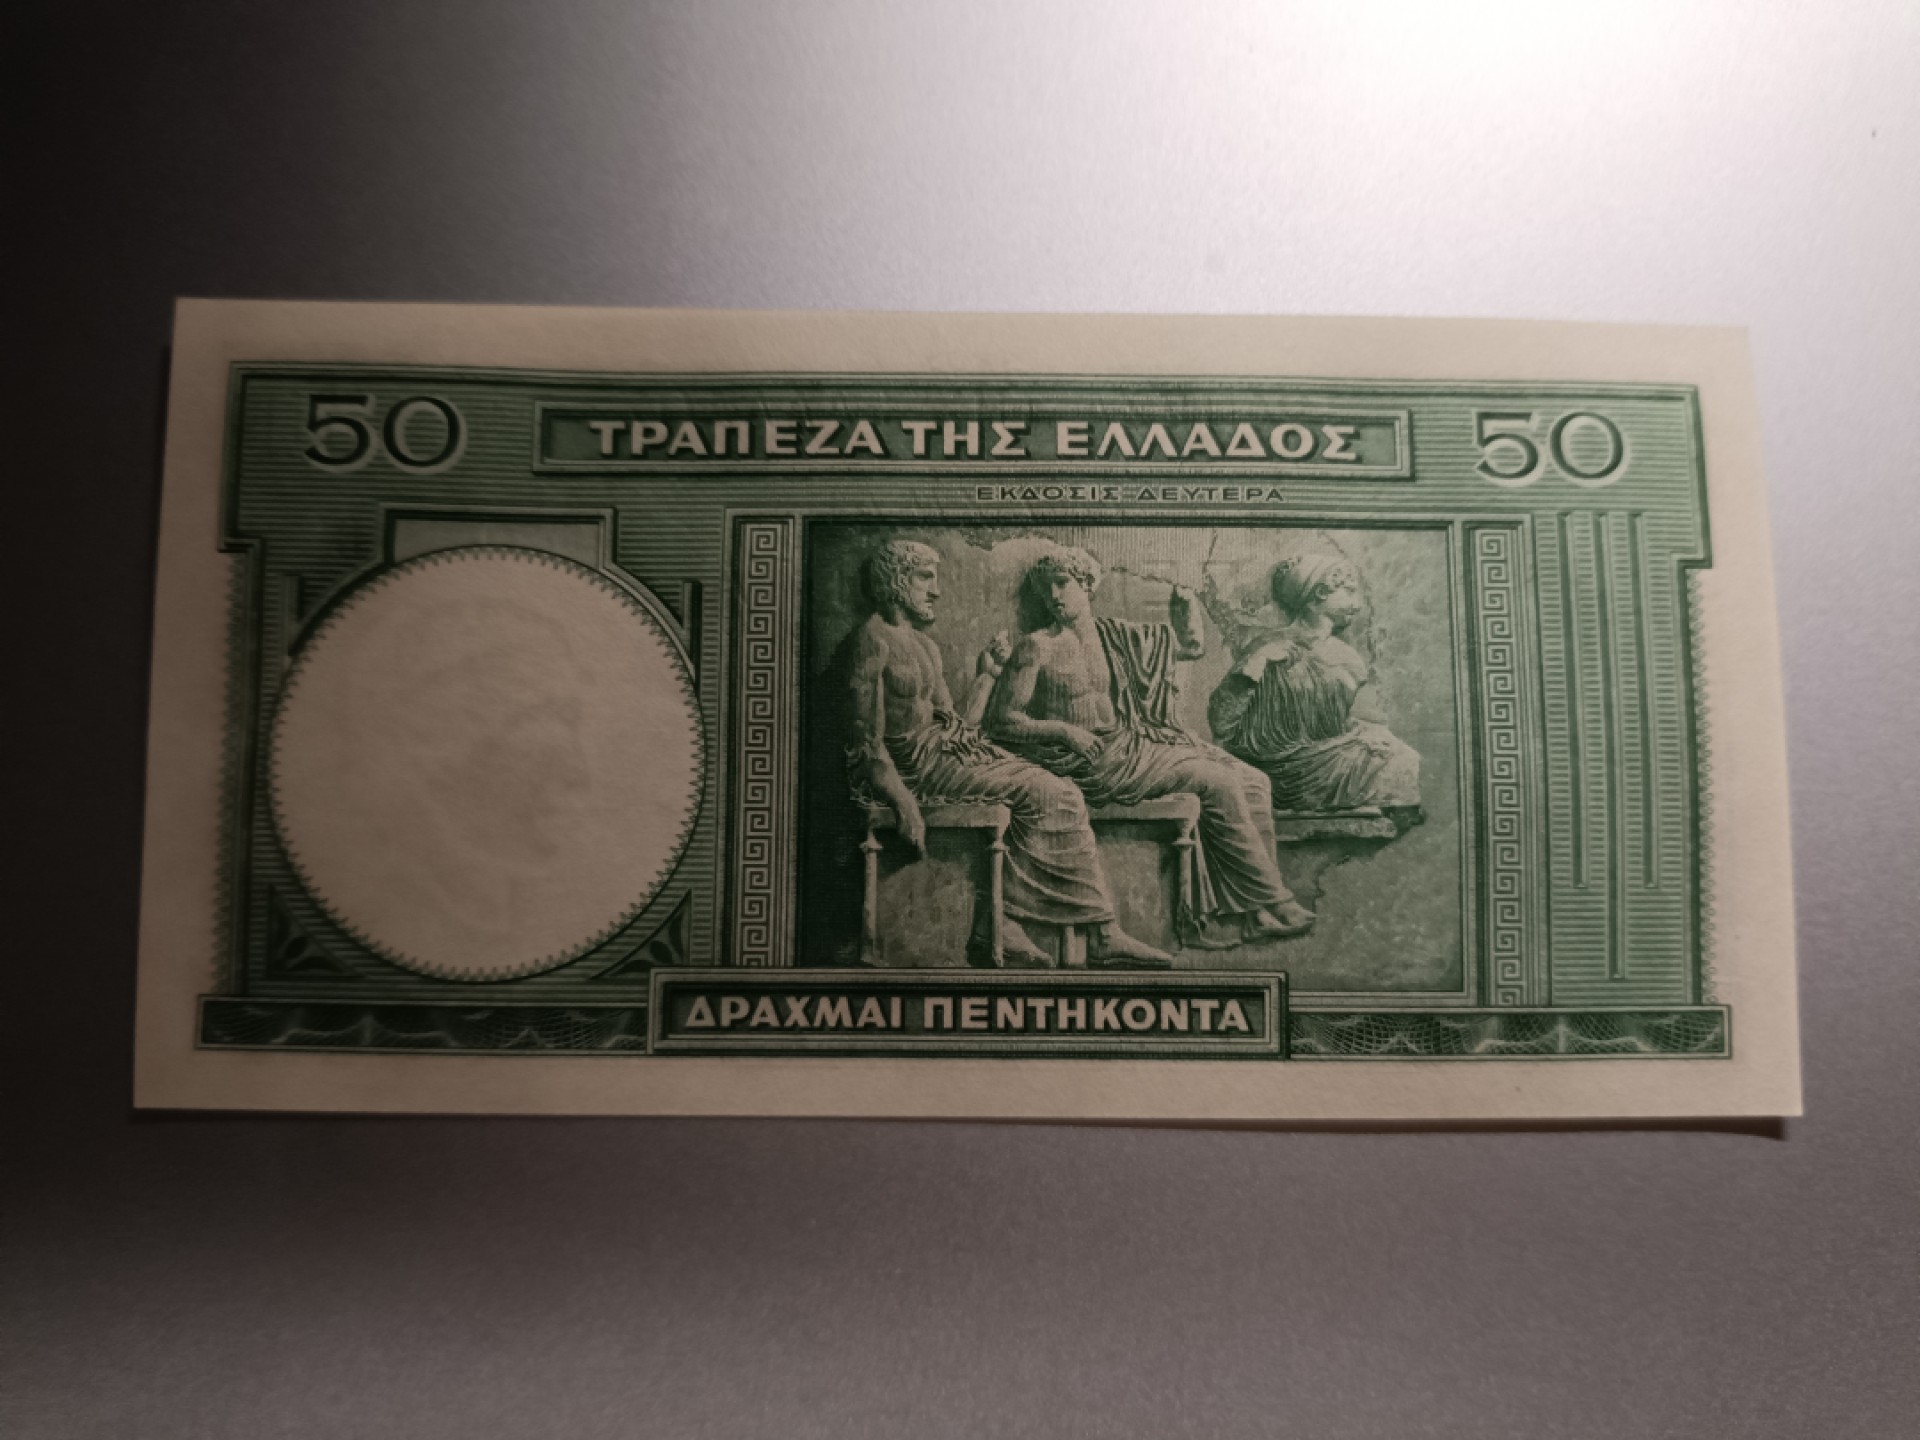 50 ΤΡΑΠΕΖΑ ΤΗΣ ΕΛΛΑΔΟΣ 50
ΕΚΔΟΣΙΣ ΔΕΥΤΕΡΑ
ΔΡΑΧΜΑΙ ΠΕΝΤΗΚΟΝΤΑ